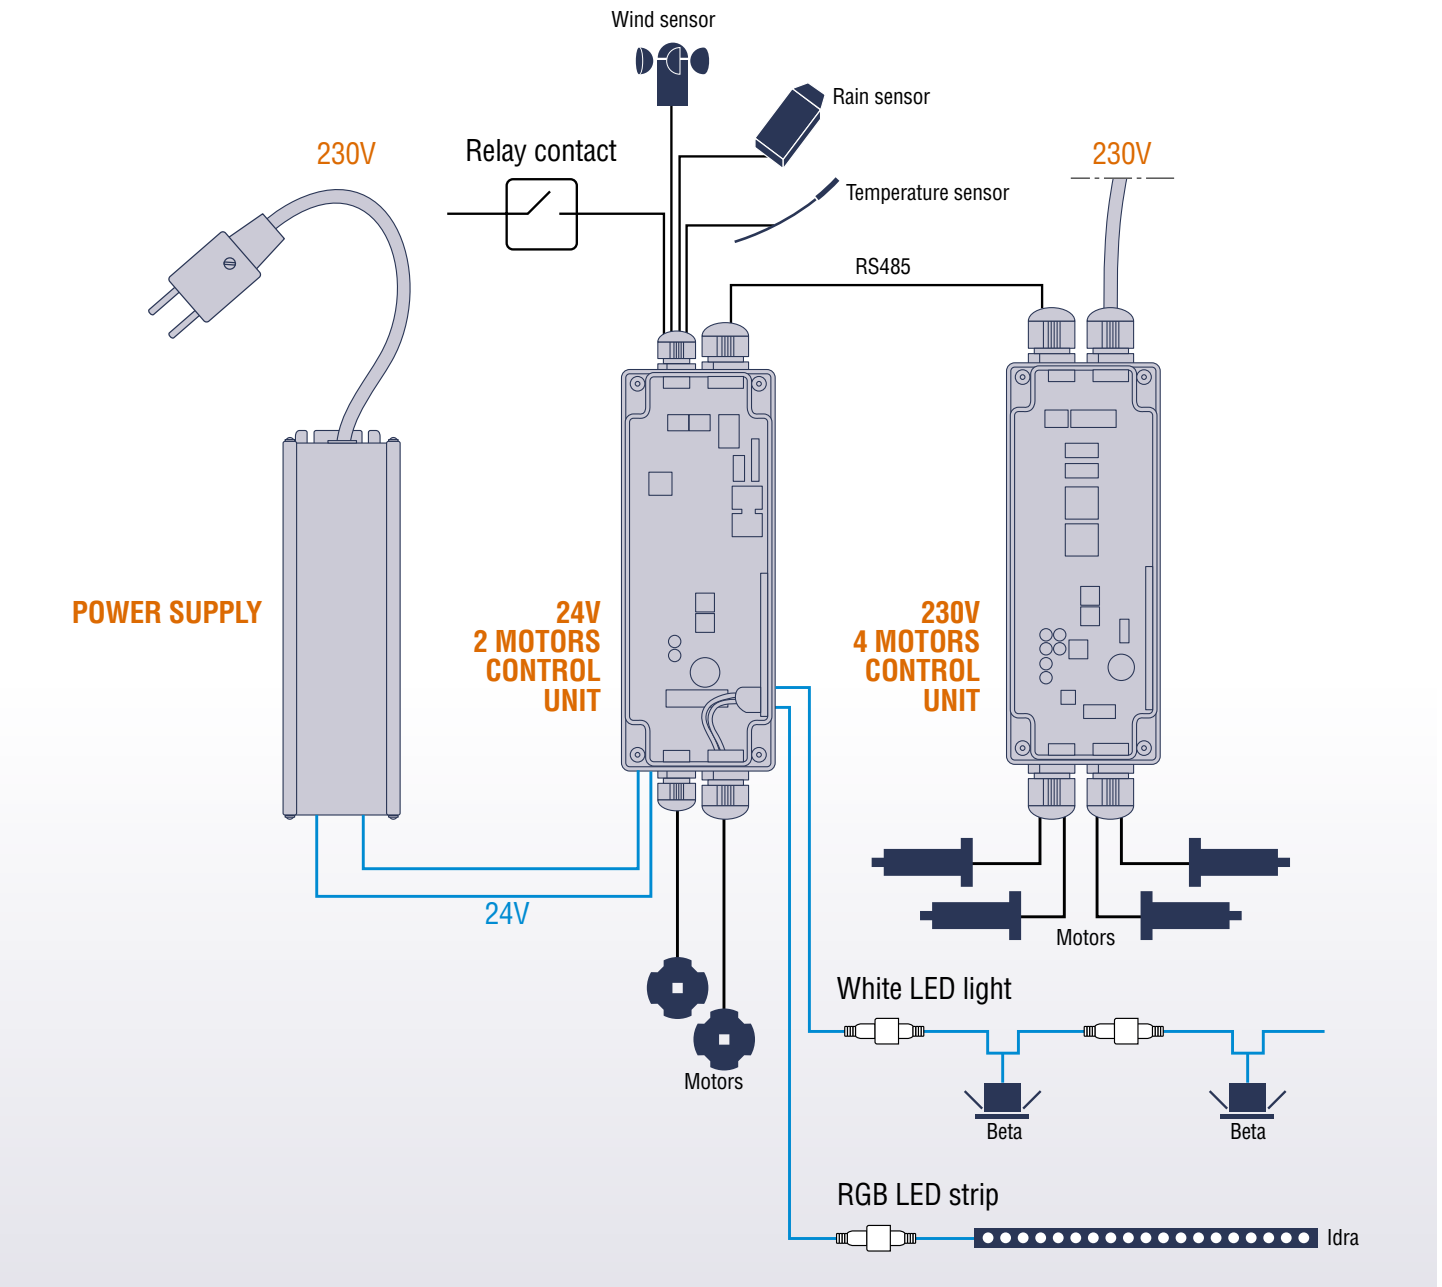 Wind sensor
Rain sensor
230V
Relay contact
230V
Temperature sensor
RS485
POWER SUPPLY
24V
2 MOTORS
CONTROL
UNIT
230V
4 MOTORS
CONTROL
UNIT
24V
Motors
White LED light
Motors
Beta
Beta
RGB LED strip
Idra